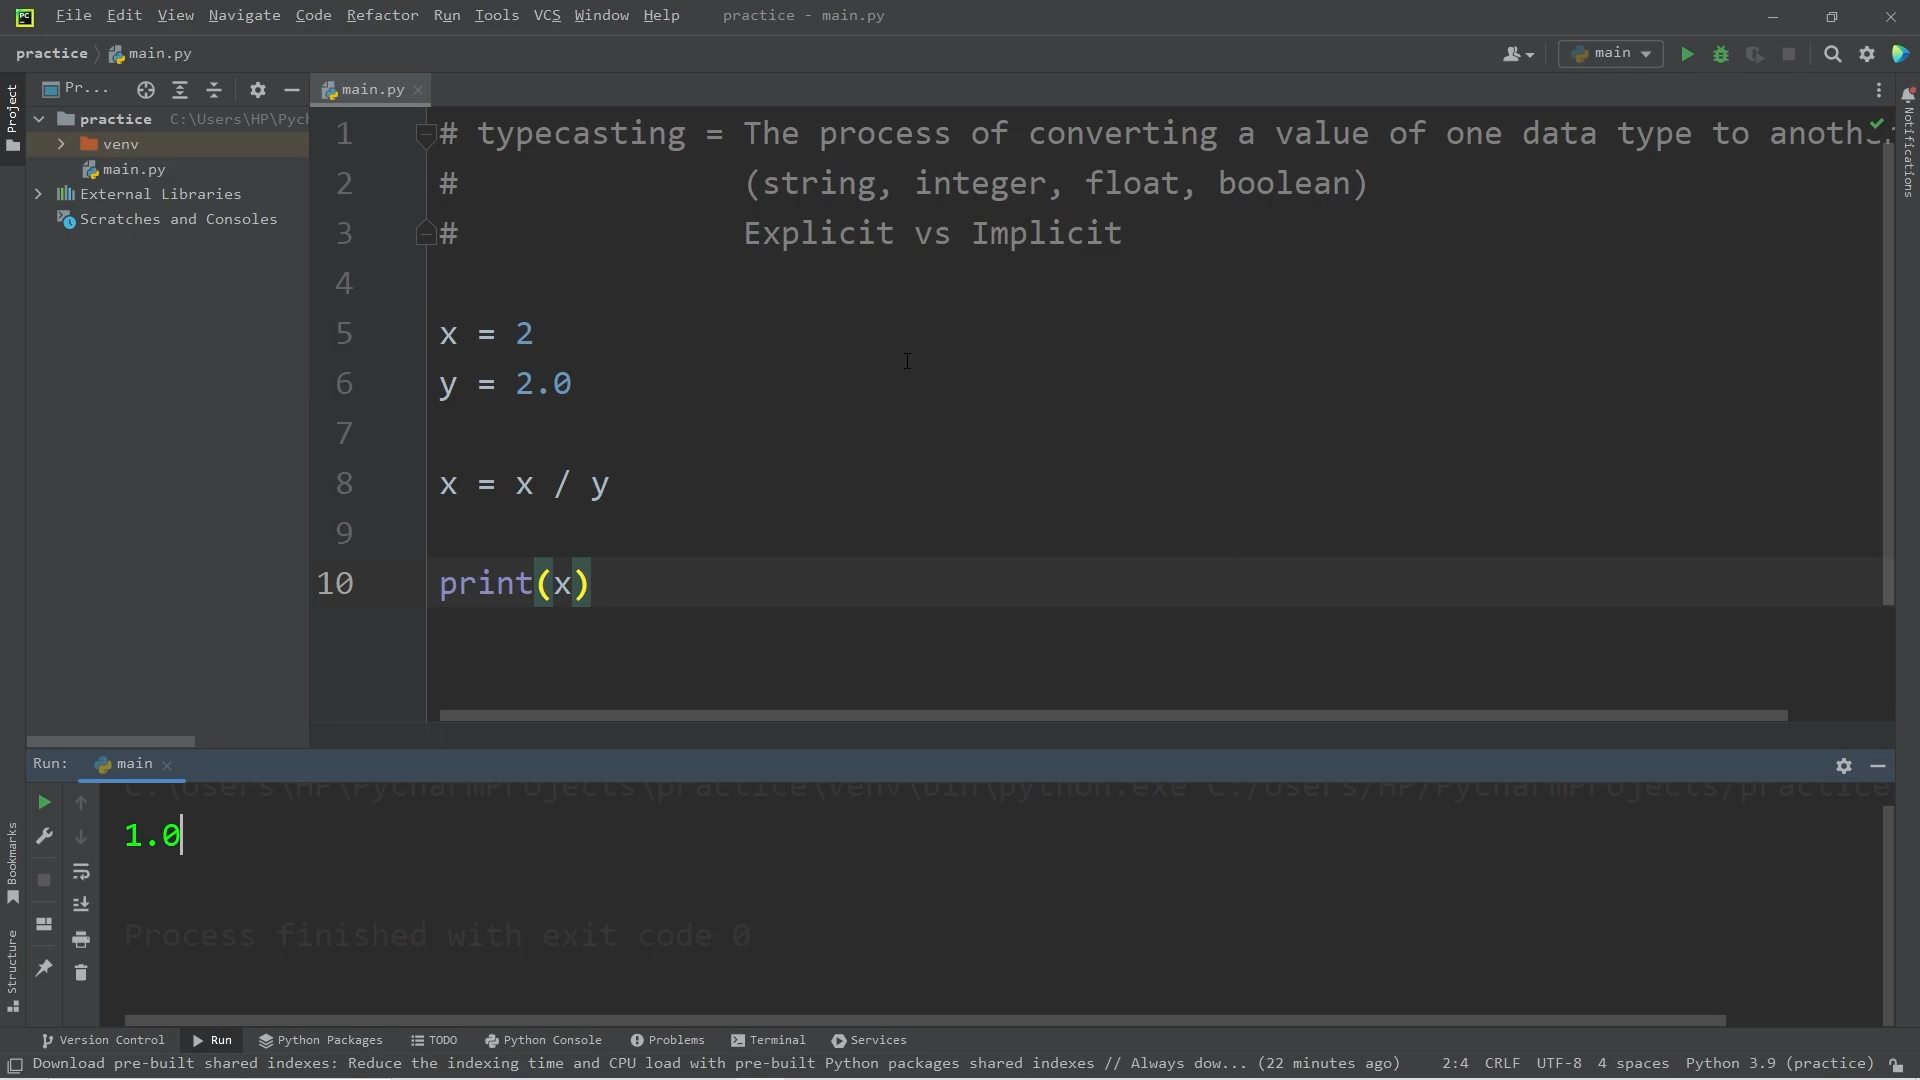 File Edit View Navigate Code Refactor Run Tools VCS Window Help practice - main.py
practice main.py main
Pr... main.py
Project
practice C:\Users\HP\Pych
venv
main.py
External Libraries
Scratches and Consoles
1 # typecasting = The process of converting a value of one data type to another
2 # (string, integer, float, boolean)
3 # Explicit vs Implicit
4
5 x = 2
6 y = 2.0
7
8 x = x / y
9
10 print(x)
Notifications
Run: main
C:\Users\HP\PycharmProjects\practice\venv\bin\python.exe C:/Users/HP/PycharmProjects/practice
1.0
Process finished with exit code 0
Bookmarks
Structure
Version Control Run Python Packages TODO Python Console Problems Terminal Services
Download pre-built shared indexes: Reduce the indexing time and CPU load with pre-built Python packages shared indexes // Always dow... (22 minutes ago) 2:4 CRLF UTF-8 4 spaces Python 3.9 (practice)